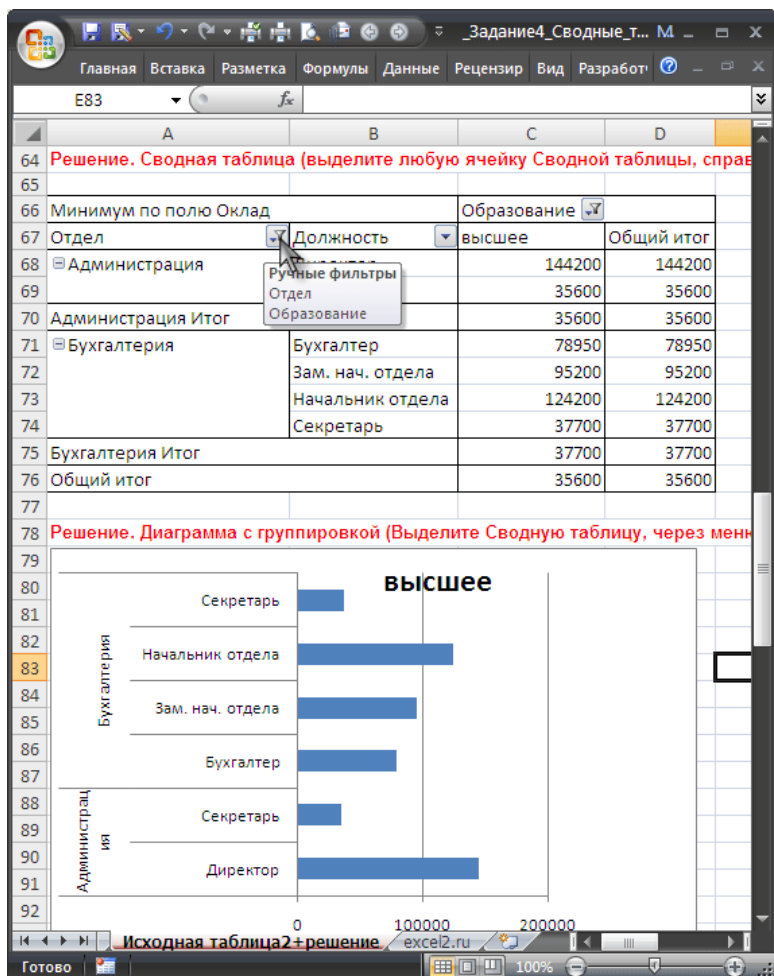 _Задание4_Сводные_т... М
Главная Вставка Разметка Формулы Данные Рецензир Вид Разработ
E83 fx
A B C D
64 Решение. Сводная таблица (выделите любую ячейку Сводной таблицы, справ
65
66 Минимум по полю Оклад Образование
67 Отдел Должность высшее Общий итог
68 Администрация 144200 144200
Ручные фильтры
69 Отдел 35600 35600
70 Администрация Итог Образование 35600 35600
71 Бухгалтерия Бухгалтер 78950 78950
72 Зам. нач. отдела 95200 95200
73 Начальник отдела 124200 124200
74 Секретарь 37700 37700
75 Бухгалтерия Итог 37700 37700
76 Общий итог 35600 35600
77
78 Решение. Диаграмма с группировкой (Выделите Сводную таблицу, через меню
79
80 высшее
81 Секретарь
82
83 Начальник отдела
84 Бухгалтерия
85 Зам. нач. отдела
86
87 Бухгалтер
88
89 Секретарь
90 Администрация
91 Директор
92
0 100000 200000
Исходная таблица2+решение excel2.ru
Готово 100%